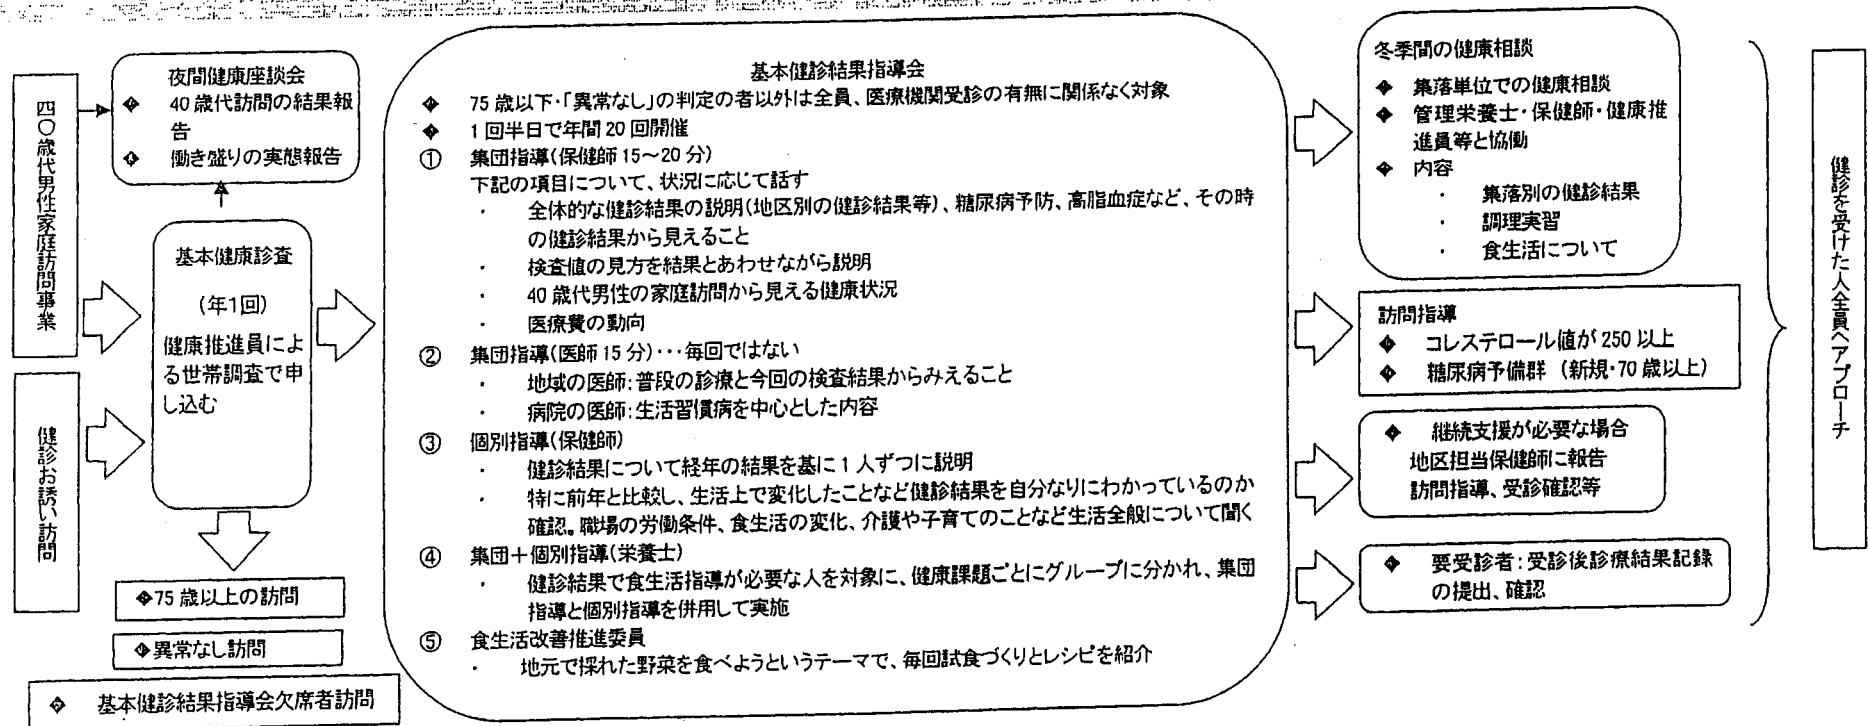 四〇歳代男性家庭訪問事業
健診お誘い訪問
夜間健康座談会
◆ 40歳代訪問の結果報
告
◆ 働き盛りの実態報告
基本健康診査
(年1回)
健康推進員によ
る世帯調査で申
し込む
◆75歳以上の訪問
◆異常なし訪問
◆ 基本健診結果指導会欠席者訪問
基本健診結果指導会
◆ 75歳以下・「異常なし」の判定の者以外は全員、医療機関受診の有無に関係なく対象
◆ 1回半日で年間20回開催
① 集団指導(保健師15～20分)
下記の項目について、状況に応じて話す
・ 全体的な健診結果の説明(地区別の健診結果等)、糖尿病予防、高脂血症など、その時
の健診結果から見えること
・ 検査値の見方を結果とあわせながら説明
・ 40歳代男性の家庭訪問から見える健康状況
・ 医療費の動向
② 集団指導(医師15分)・・・毎回ではない
・ 地域の医師:普段の診療と今回の検査結果からみえること
・ 病院の医師:生活習慣病を中心とした内容
③ 個別指導(保健師)
・ 健診結果について経年の結果を基に1人ずつに説明
・ 特に前年と比較し、生活上で変化したことなど健診結果を自分なりにわかっているのか
確認。職場の労働条件、食生活の変化、介護や子育てのことなど生活全般について聞く
④ 集団＋個別指導(栄養士)
・ 健診結果で食生活指導が必要な人を対象に、健康課題ごとにグループに分かれ、集団
指導と個別指導を併用して実施
⑤ 食生活改善推進委員
・ 地元で採れた野菜を食べようというテーマで、毎回試食づくりとレシピを紹介
冬季間の健康相談
◆ 集落単位での健康相談
◆ 管理栄養士・保健師・健康推
進員等と協働
◆ 内容
・ 集落別の健診結果
・ 調理実習
・ 食生活について
訪問指導
◆ コレステロール値が250以上
◆ 糖尿病予備群 (新規・70歳以上)
◆ 継続支援が必要な場合
地区担当保健師に報告
訪問指導、受診確認等
◆ 要受診者:受診後診療結果記録
の提出、確認
健診を受けた人全員へアプローチ